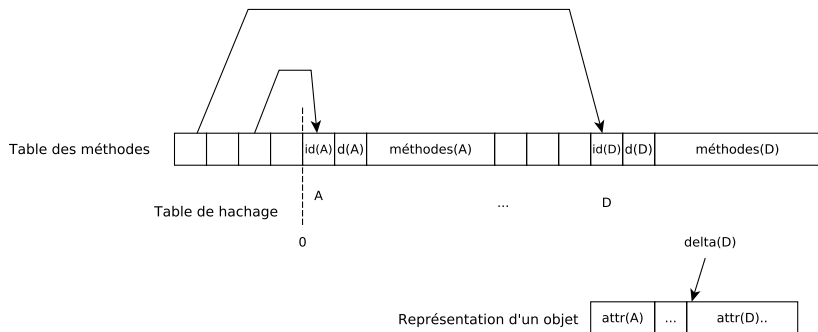 Table des méthodes
id(A) d(A) méthodes(A) id(D) d(D) méthodes(D)
A ... D
Table de hachage
0 delta(D)
Représentation d'un objet attr(A) ... attr(D)..